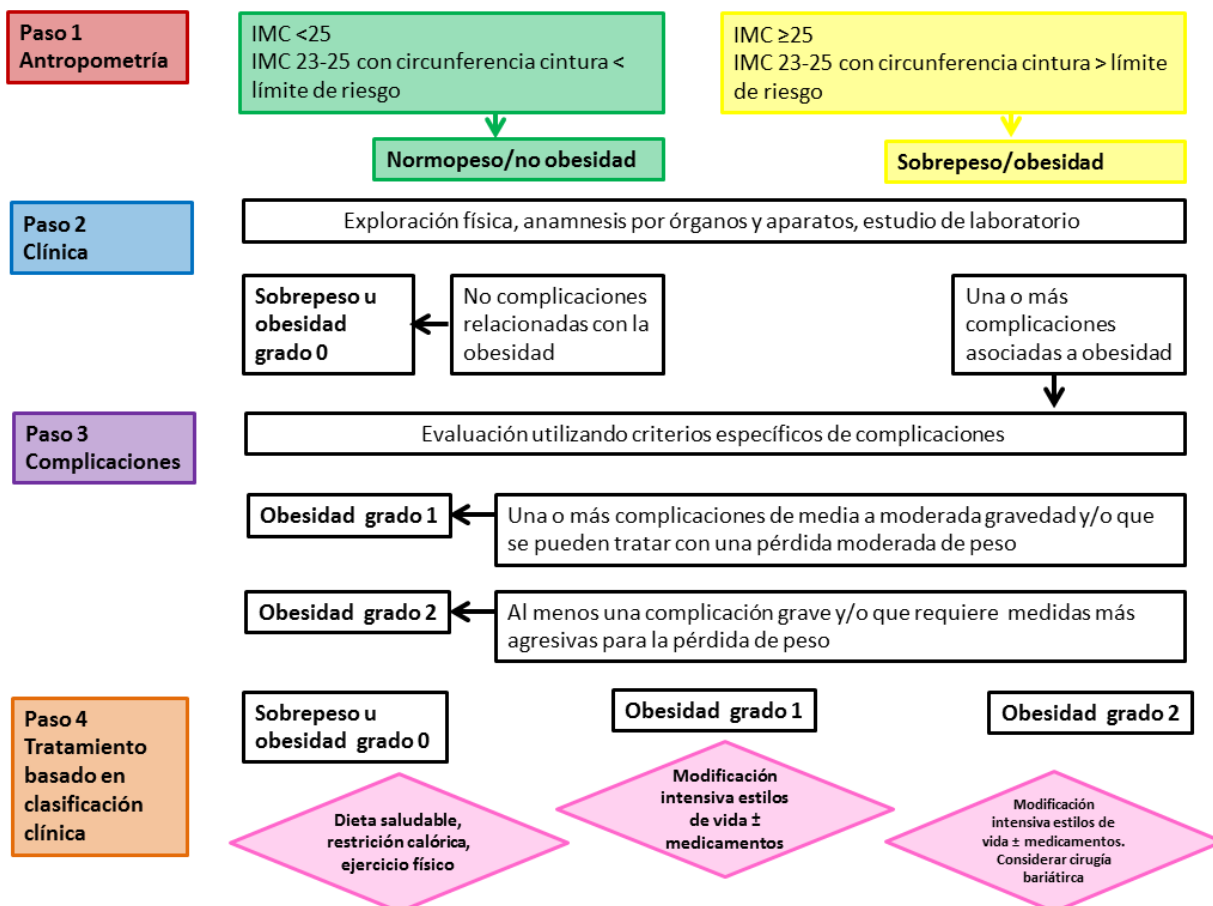 Paso 1
Antropometría
IMC <25
IMC 23-25 con circunferencia cintura <
límite de riesgo
IMC ≥25
IMC 23-25 con circunferencia cintura > límite
de riesgo
Normopeso/no obesidad
Sobrepeso/obesidad
Paso 2
Clínica
Exploración física, anamnesis por órganos y aparatos, estudio de laboratorio
Sobrepeso u
obesidad
grado 0
No complicaciones
relacionadas con la
obesidad
Una o más
complicaciones
asociadas a obesidad
Paso 3
Complicaciones
Evaluación utilizando criterios específicos de complicaciones
Obesidad grado 1
Una o más complicaciones de media a moderada gravedad y/o que
se pueden tratar con una pérdida moderada de peso
Obesidad grado 2
Al menos una complicación grave y/o que requiere medidas más
agresivas para la pérdida de peso
Paso 4
Tratamiento
basado en
clasificación
clínica
Sobrepeso u
obesidad grado 0
Obesidad grado 1
Obesidad grado 2
Dieta saludable,
restricción calórica,
ejercicio físico
Modificación
intensiva estilos
de vida ±
medicamentos
Modificación
intensiva estilos de
vida ± medicamentos.
Considerar cirugía
bariátirca